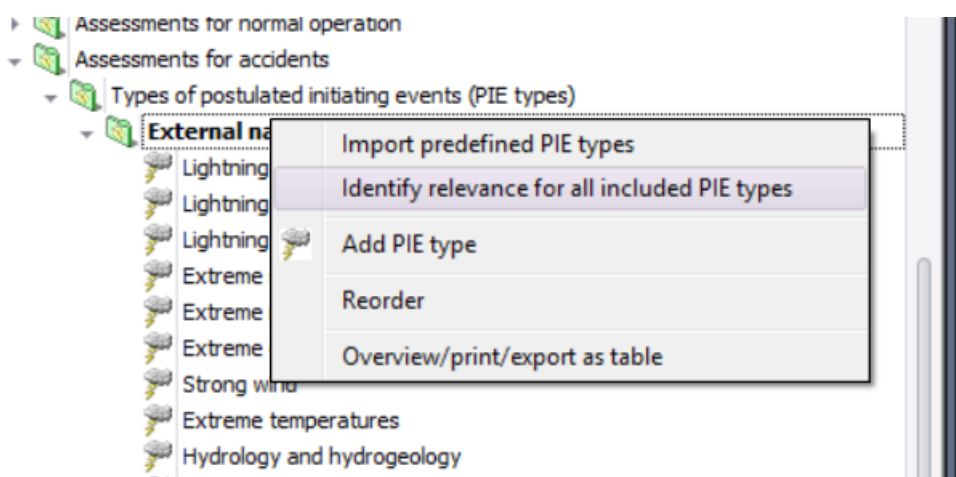 Assessments for normal operation
Assessments for accidents
Types of postulated initiating events (PIE types)
External na
Import predefined PIE types
Identify relevance for all included PIE types
Add PIE type
Reorder
Overview/print/export as table
Lightning
Lightning
Lightning
Extreme
Extreme
Extreme
Strong wind
Extreme temperatures
Hydrology and hydrogeology